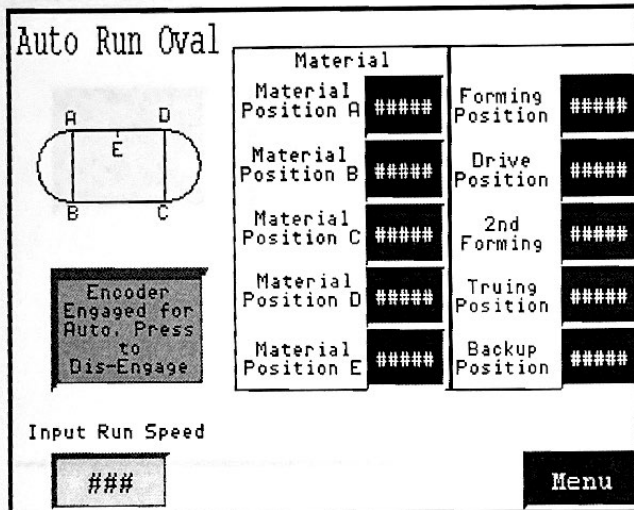 Auto Run Oval
A D
E
B C
Encoder
Engaged for
Auto. Press
to
Dis-Engage
Input Run Speed
###
Material
Material
Position A #####
Material
Position B #####
Material
Position C #####
Material
Position D #####
Material
Position E #####
Forming
Position #####
Drive
Position #####
2nd
Forming #####
Truing
Position #####
Backup
Position #####
Menu